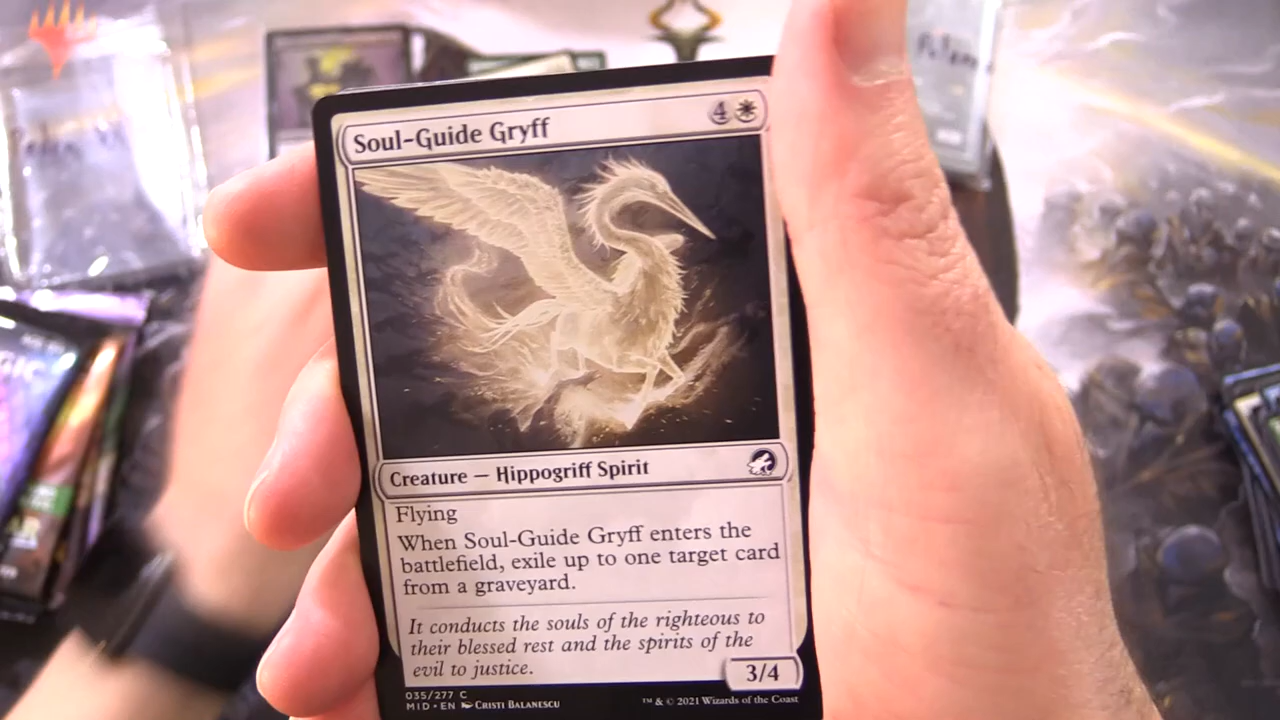 Soul-Guide Gryff
4
Creature — Hippogriff Spirit
Flying
When Soul-Guide Gryff enters the
battlefield, exile up to one target card
from a graveyard.
It conducts the souls of the righteous to
their blessed rest and the spirits of the
evil to justice.
3/4
035/277 C
MID • EN CRISTI BALANESCU
™ & © 2021 Wizards of the Coast